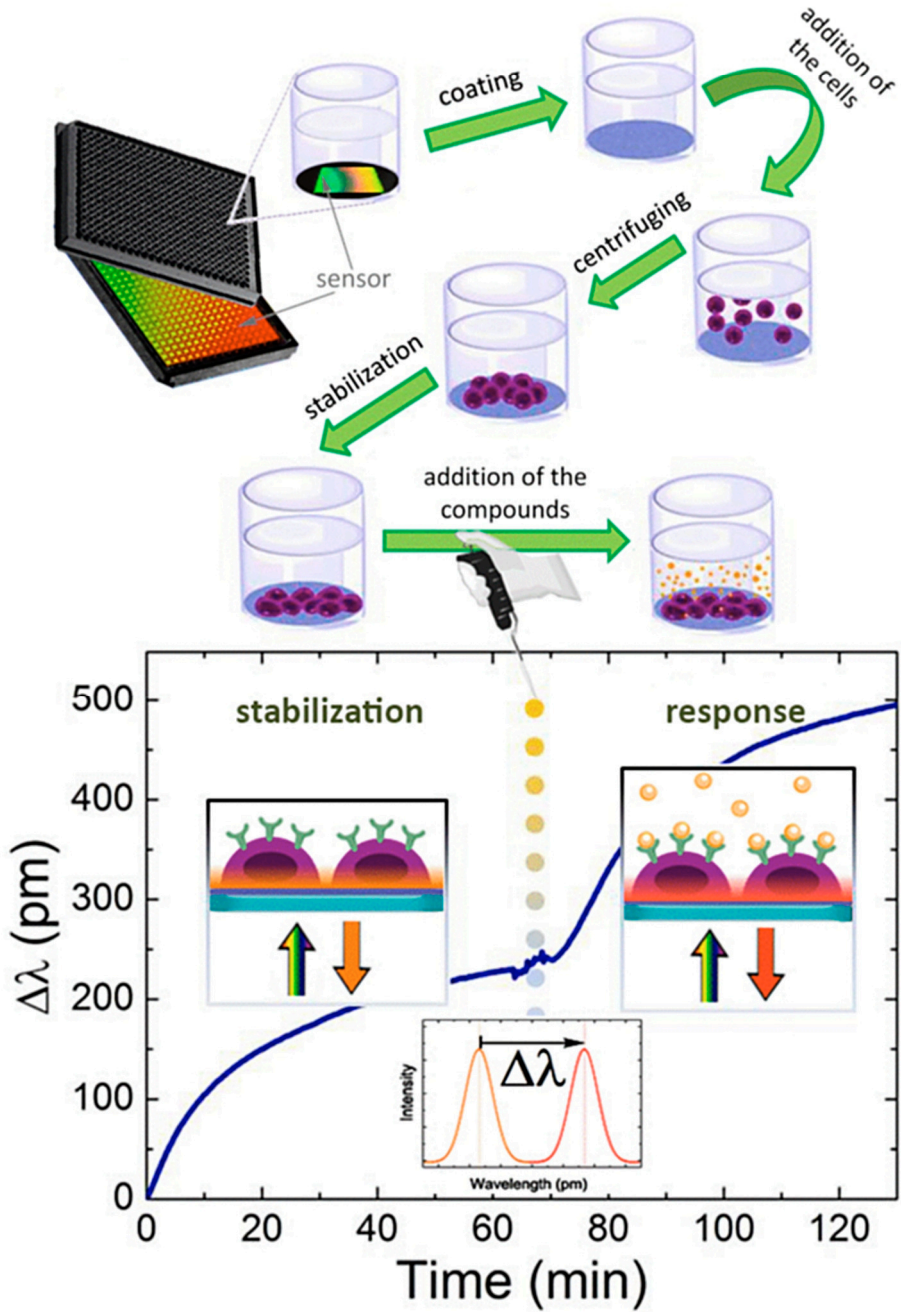 coating
addition of
the cells
sensor
centrifuging
stabilization
addition of the
compounds
stabilization
response
Δλ (pm)
500
400
300
200
100
0
Δλ
Intensity
Wavelength (pm)
0 20 40 60 80 100 120
Time (min)